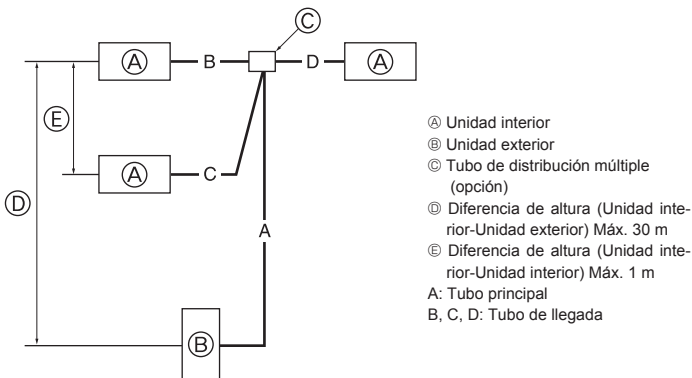 Ⓒ
Ⓐ B D Ⓐ
Ⓔ
Ⓐ C
Ⓓ
A
Ⓑ
Ⓐ Unidad interior
Ⓑ Unidad exterior
Ⓒ Tubo de distribución múltiple
(opción)
Ⓓ Diferencia de altura (Unidad inte-
rior-Unidad exterior) Máx. 30 m
Ⓔ Diferencia de altura (Unidad inte-
rior-Unidad interior) Máx. 1 m
A: Tubo principal
B, C, D: Tubo de llegada